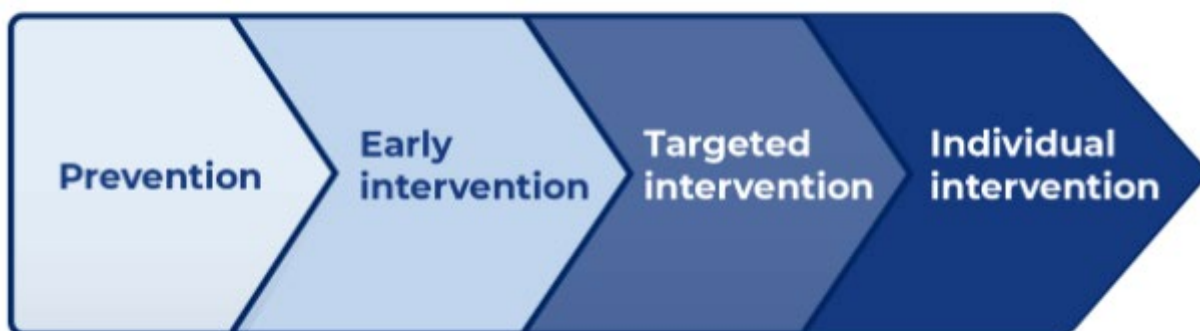 Prevention
Early
intervention
Targeted
intervention
Individual
intervention